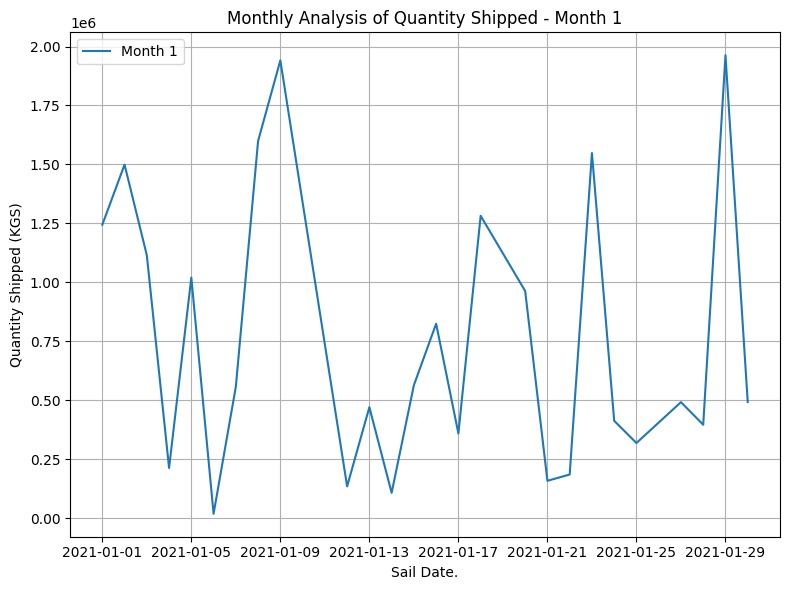 Monthly Analysis of Quantity Shipped - Month 1
1e6
Month 1
2.00
1.75
1.50
1.25
1.00
0.75
0.50
0.25
0.00
Quantity Shipped (KGS)
2021-01-01 2021-01-05 2021-01-09 2021-01-13 2021-01-17 2021-01-21 2021-01-25 2021-01-29
Sail Date.